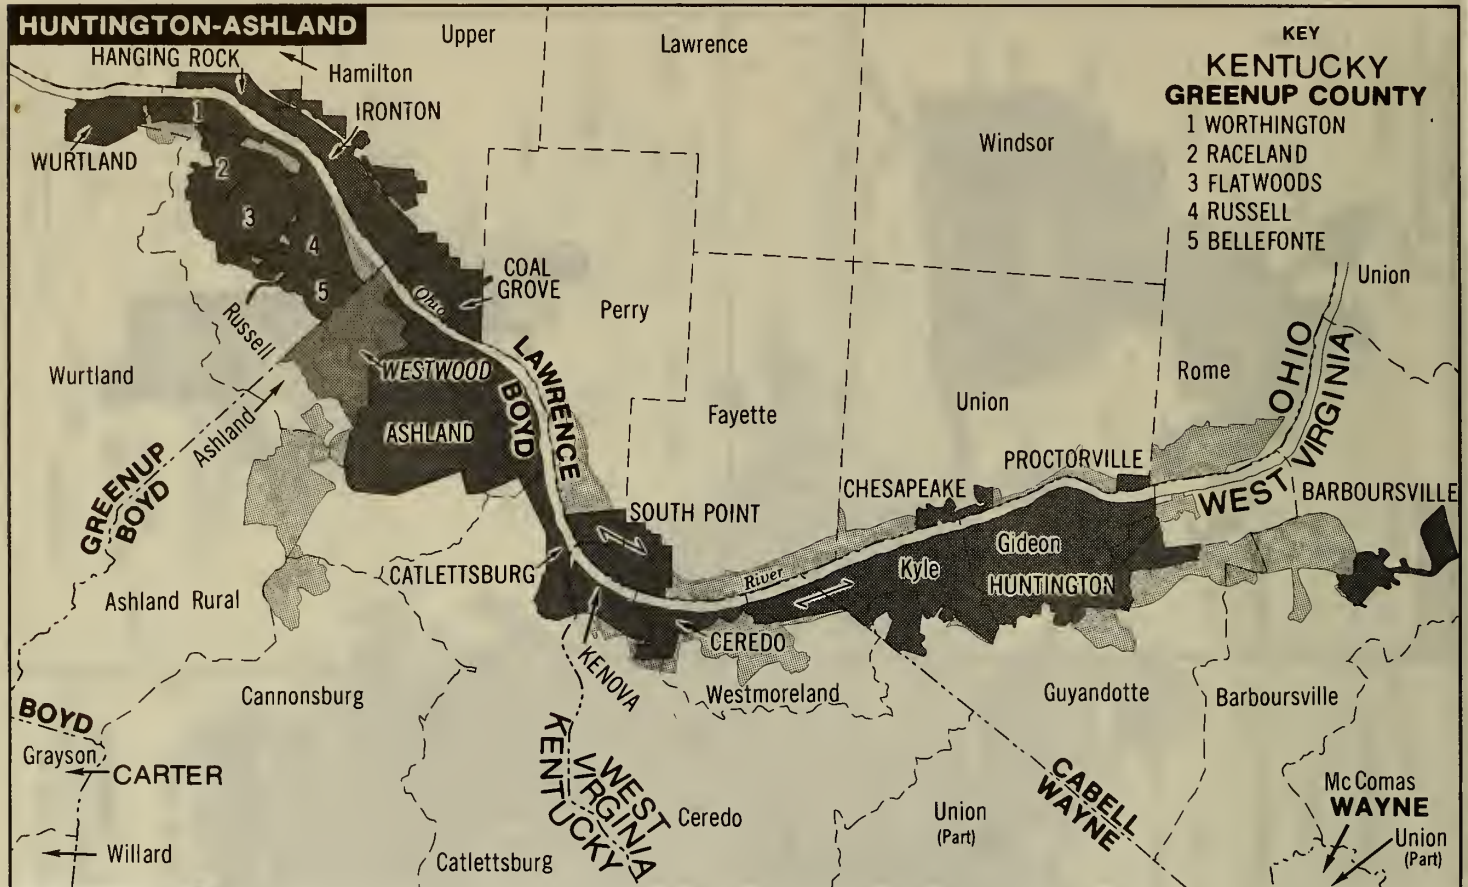 HUNTINGTON-ASHLAND
HANGING ROCK
Upper
Hamilton
IRONTON
Lawrence
Windsor
KEY
KENTUCKY
GREENUP COUNTY
1 WORTHINGTON
2 RACELAND
3 FLATWOODS
4 RUSSELL
5 BELLEFONTE
WURTLAND
1
2
3
4
5
COAL
GROVE
Ohio
Perry
Union
Russell
Wurtland
WESTWOOD
LAWRENCE
BOYD
Rome
OHIO
WEST VIRGINIA
Ashland
ASHLAND
Fayette
Union
GREENUP
BOYD
PROCTORVILLE
CHESAPEAKE
BARBOURSVILLE
SOUTH POINT
Gideon
Kyle
HUNTINGTON
River
CATLETTSBURG
Ashland Rural
CEREDO
KENOVA
Cannonsburg
Westmoreland
Guyandotte
Barboursville
BOYD
Grayson
CARTER
WEST
VIRGINIA
KENTUCKY
Ceredo
Union
(Part)
CABELL
WAYNE
Mc Comas
WAYNE
Union
(Part)
Willard
Catlettsburg